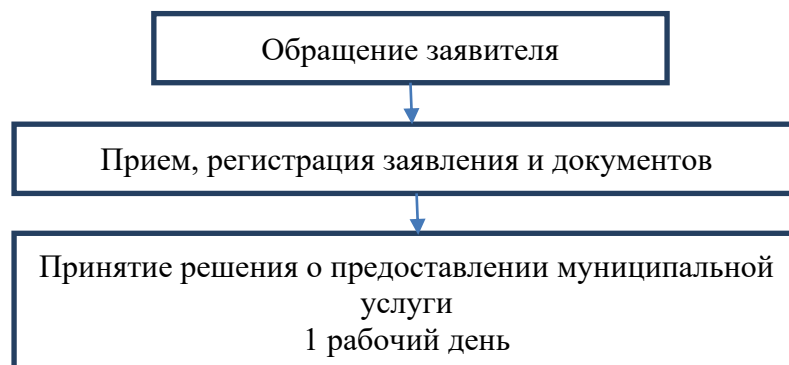 Обращение заявителя
Прием, регистрация заявления и документов
Принятие решения о предоставлении муниципальной
услуги
1 рабочий день